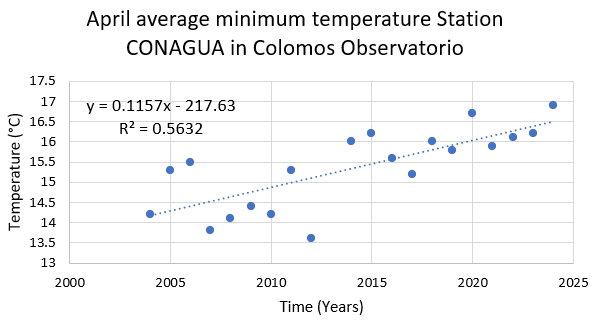 April average minimum temperature Station
CONAGUA in Colomos Observatorio
17.5
17
16.5
16
15.5
15
14.5
14
13.5
13
y = 0.1157x - 217.63
R² = 0.5632
Temperature (°C)
2000 2005 2010 2015 2020 2025
Time (Years)